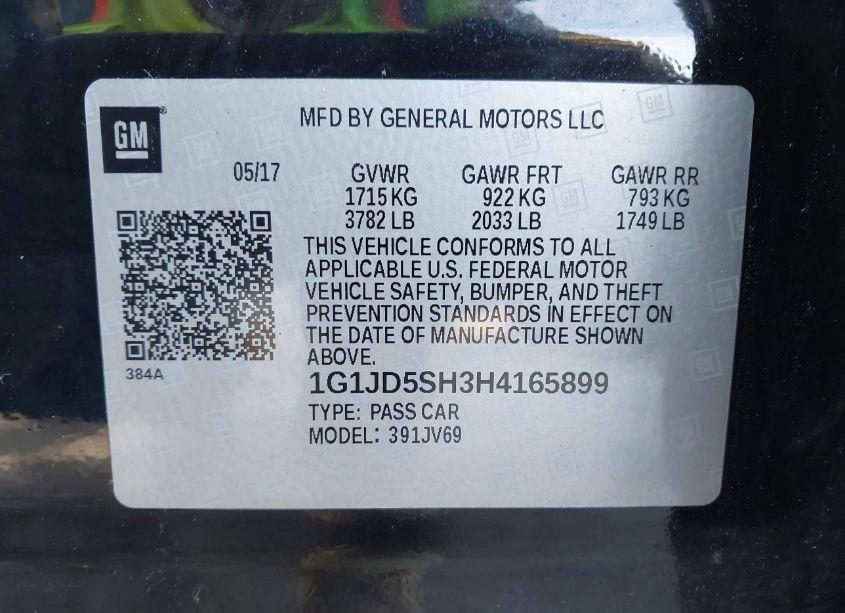 GM®
MFD BY GENERAL MOTORS LLC
05/17 GVWR GAWR FRT GAWR RR
1715 KG 922 KG 793 KG
3782 LB 2033 LB 1749 LB
THIS VEHICLE CONFORMS TO ALL
APPLICABLE U.S. FEDERAL MOTOR
VEHICLE SAFETY, BUMPER, AND THEFT
PREVENTION STANDARDS IN EFFECT ON
THE DATE OF MANUFACTURE SHOWN
ABOVE.
384A
1G1JD5SH3H4165899
TYPE: PASS CAR
MODEL: 391JV69